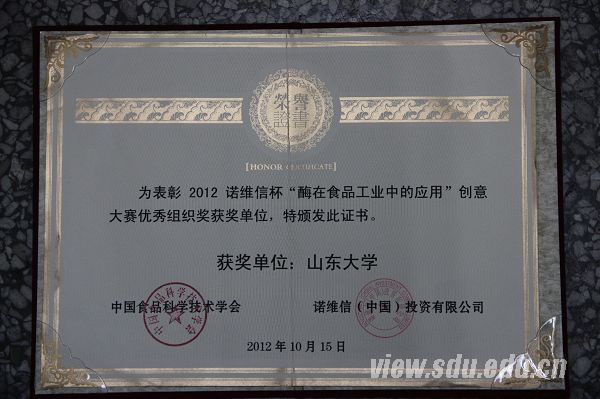 榮譽
證書
[HONOR CERTIFICATE]
为表彰 2012 诺维信杯“酶在食品工业中的应用”创意
大赛优秀组织奖获奖单位，特颁发此证书。
获奖单位：山东大学
中国食品科学技术学会 诺维信（中国）投资有限公司
2012 年 10 月 15 日
view.sdu.edu.cn